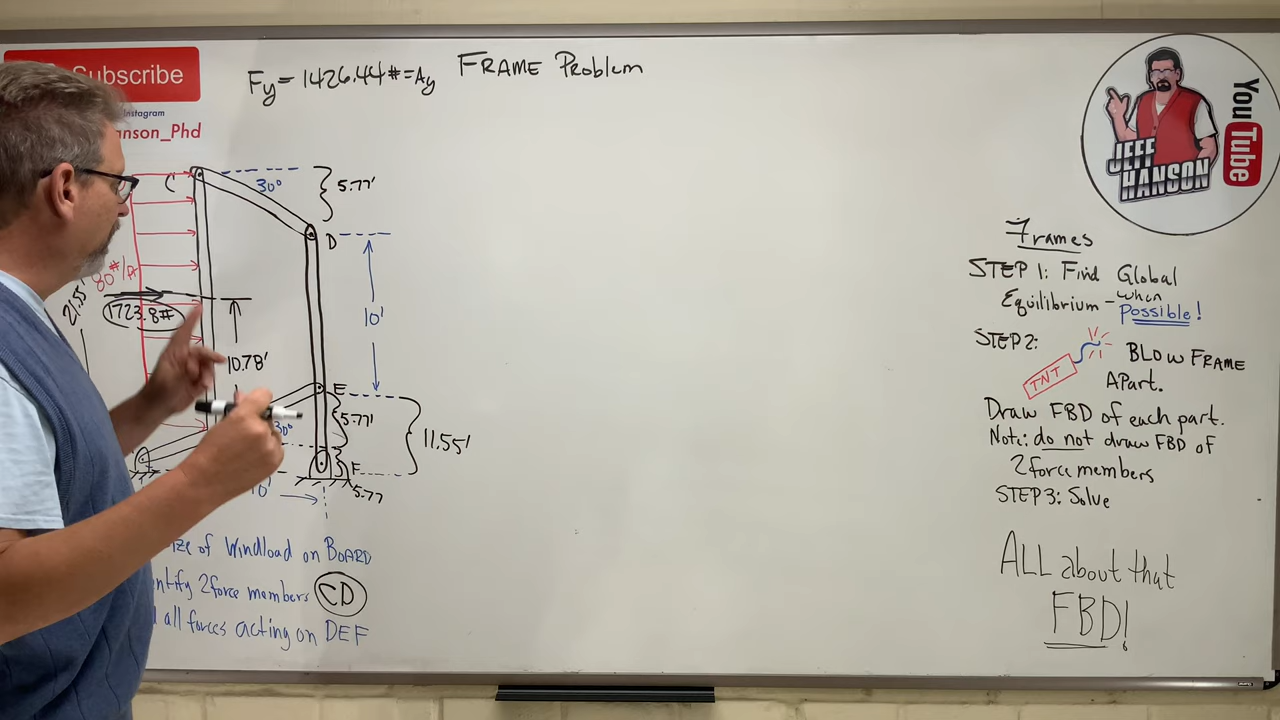 Subscribe
Instagram
anson_Phd
Fy = 1426.44# = Ay
FRAME Problem
JEFF
HANSON
YouTube
C
30°
5.77'
D
80#/ft
21.55'
1723.8#
10'
10.78'
E
5.77'
30°
11.55'
F
5.77
10'
ize of Windload on BOARD
ntify 2force members CD
all forces acting on DEF
Frames
STEP 1: Find Global
Equilibrium - when
Possible!
STEP 2:
TNT
BLOW FRAME
APart.
Draw FBD of each part.
Note: do not draw FBD of
2 force members
STEP 3: Solve
ALL about that
FBD!